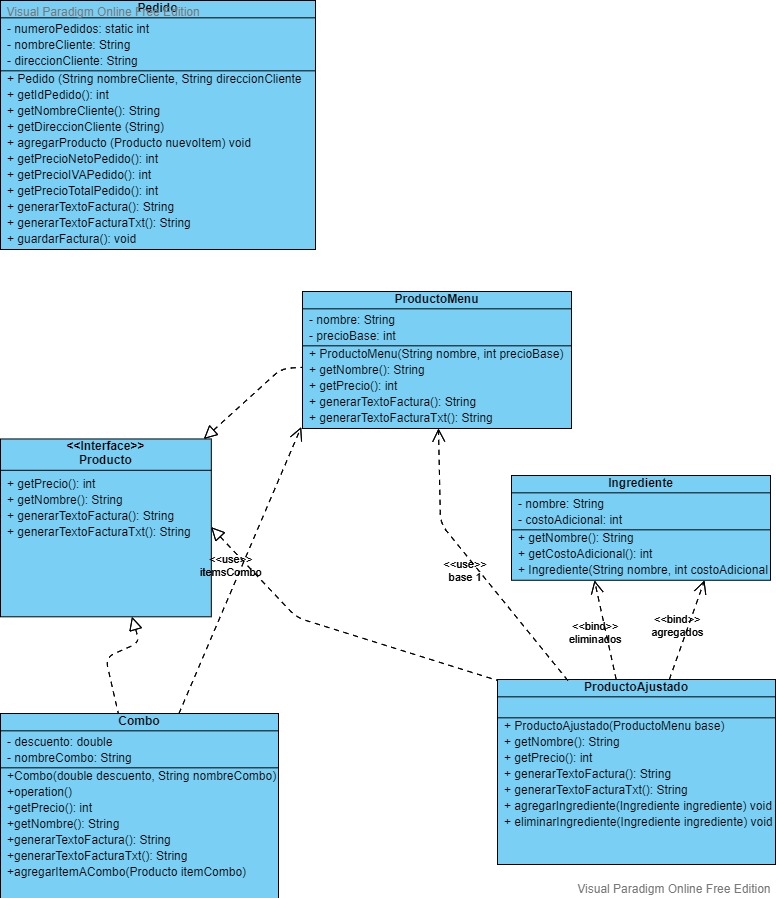 Visual Paradigm Online Free Edition
Pedido
- numeroPedidos: static int
- nombreCliente: String
- direccionCliente: String
+ Pedido (String nombreCliente, String direccionCliente
+ getIdPedido(): int
+ getNombreCliente(): String
+ getDireccionCliente (String)
+ agregarProducto (Producto nuevoItem) void
+ getPrecioNetoPedido(): int
+ getPrecioIVAPedido(): int
+ getPrecioTotalPedido(): int
+ generarTextoFactura(): String
+ generarTextoFacturaTxt(): String
+ guardarFactura(): void
ProductoMenu
- nombre: String
- precioBase: int
+ ProductoMenu(String nombre, int precioBase)
+ getNombre(): String
+ getPrecio(): int
+ generarTextoFactura(): String
+ generarTextoFacturaTxt(): String
<<Interface>>
Producto
+ getPrecio(): int
+ getNombre(): String
+ generarTextoFactura(): String
+ generarTextoFacturaTxt(): String
Ingrediente
- nombre: String
- costoAdicional: int
+ getNombre(): String
+ getCostoAdicional(): int
+ Ingrediente(String nombre, int costoAdicional
<<use>>
itemsCombo
<<use>>
base 1
<<bind>>
eliminados
<<bind>>
agregados
Combo
- descuento: double
- nombreCombo: String
+Combo(double descuento, String nombreCombo)
+operation()
+getPrecio(): int
+getNombre(): String
+generarTextoFactura(): String
+generarTextoFacturaTxt(): String
+agregarItemACombo(Producto itemCombo)
ProductoAjustado
+ ProductoAjustado(ProductoMenu base)
+ getNombre(): String
+ getPrecio(): int
+ generarTextoFactura(): String
+ generarTextoFacturaTxt(): String
+ agregarIngrediente(Ingrediente ingrediente) void
+ eliminarIngrediente(Ingrediente ingrediente) void
Visual Paradigm Online Free Edition